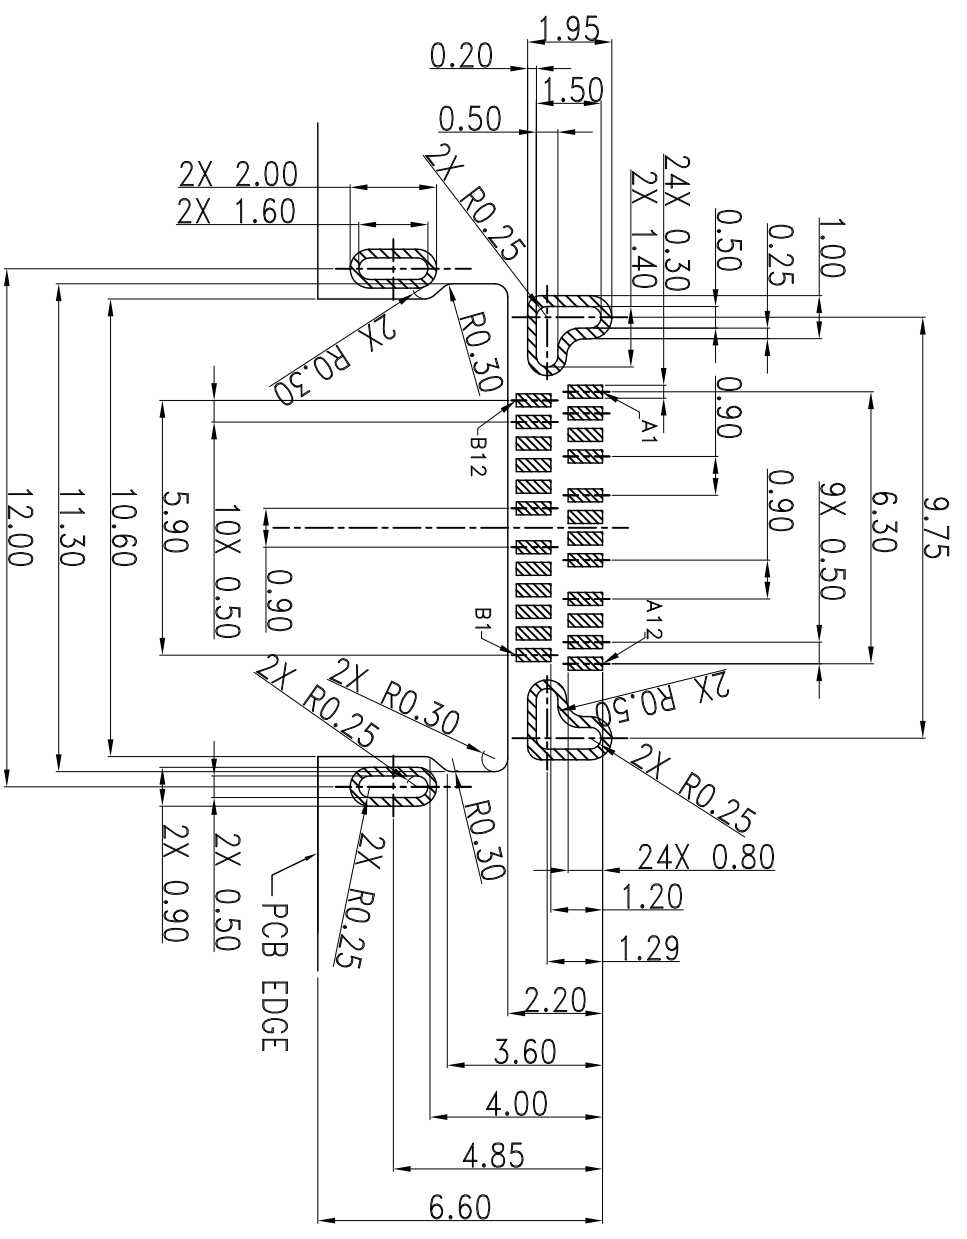 1.95
0.20
1.50
0.50
2X R0.25
24X 0.30
2X 1.40
0.50
0.25
1.00
2X 2.00
2X 1.60
2X R0.30
R0.30
A1
B12
0.90
9.75
6.30
9X 0.50
0.90
12.00
11.30
10.60
5.90
10X 0.50
0.90
A12
B1
2X R0.50
2X R0.30
2X R0.25
2X R0.25
R0.30
2X R0.25
24X 0.80
1.20
1.29
2.20
3.60
4.00
4.85
6.60
2X 0.50
2X 0.90
PCB EDGE